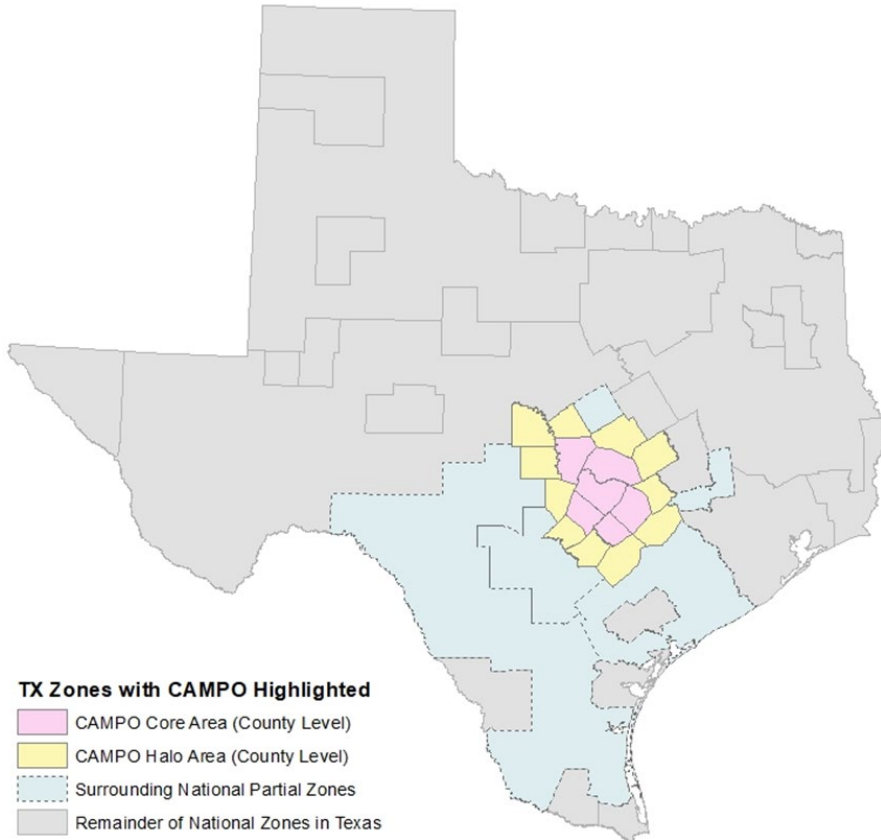 TX Zones with CAMPO Highlighted
CAMPO Core Area (County Level)
CAMPO Halo Area (County Level)
Surrounding National Partial Zones
Remainder of National Zones in Texas